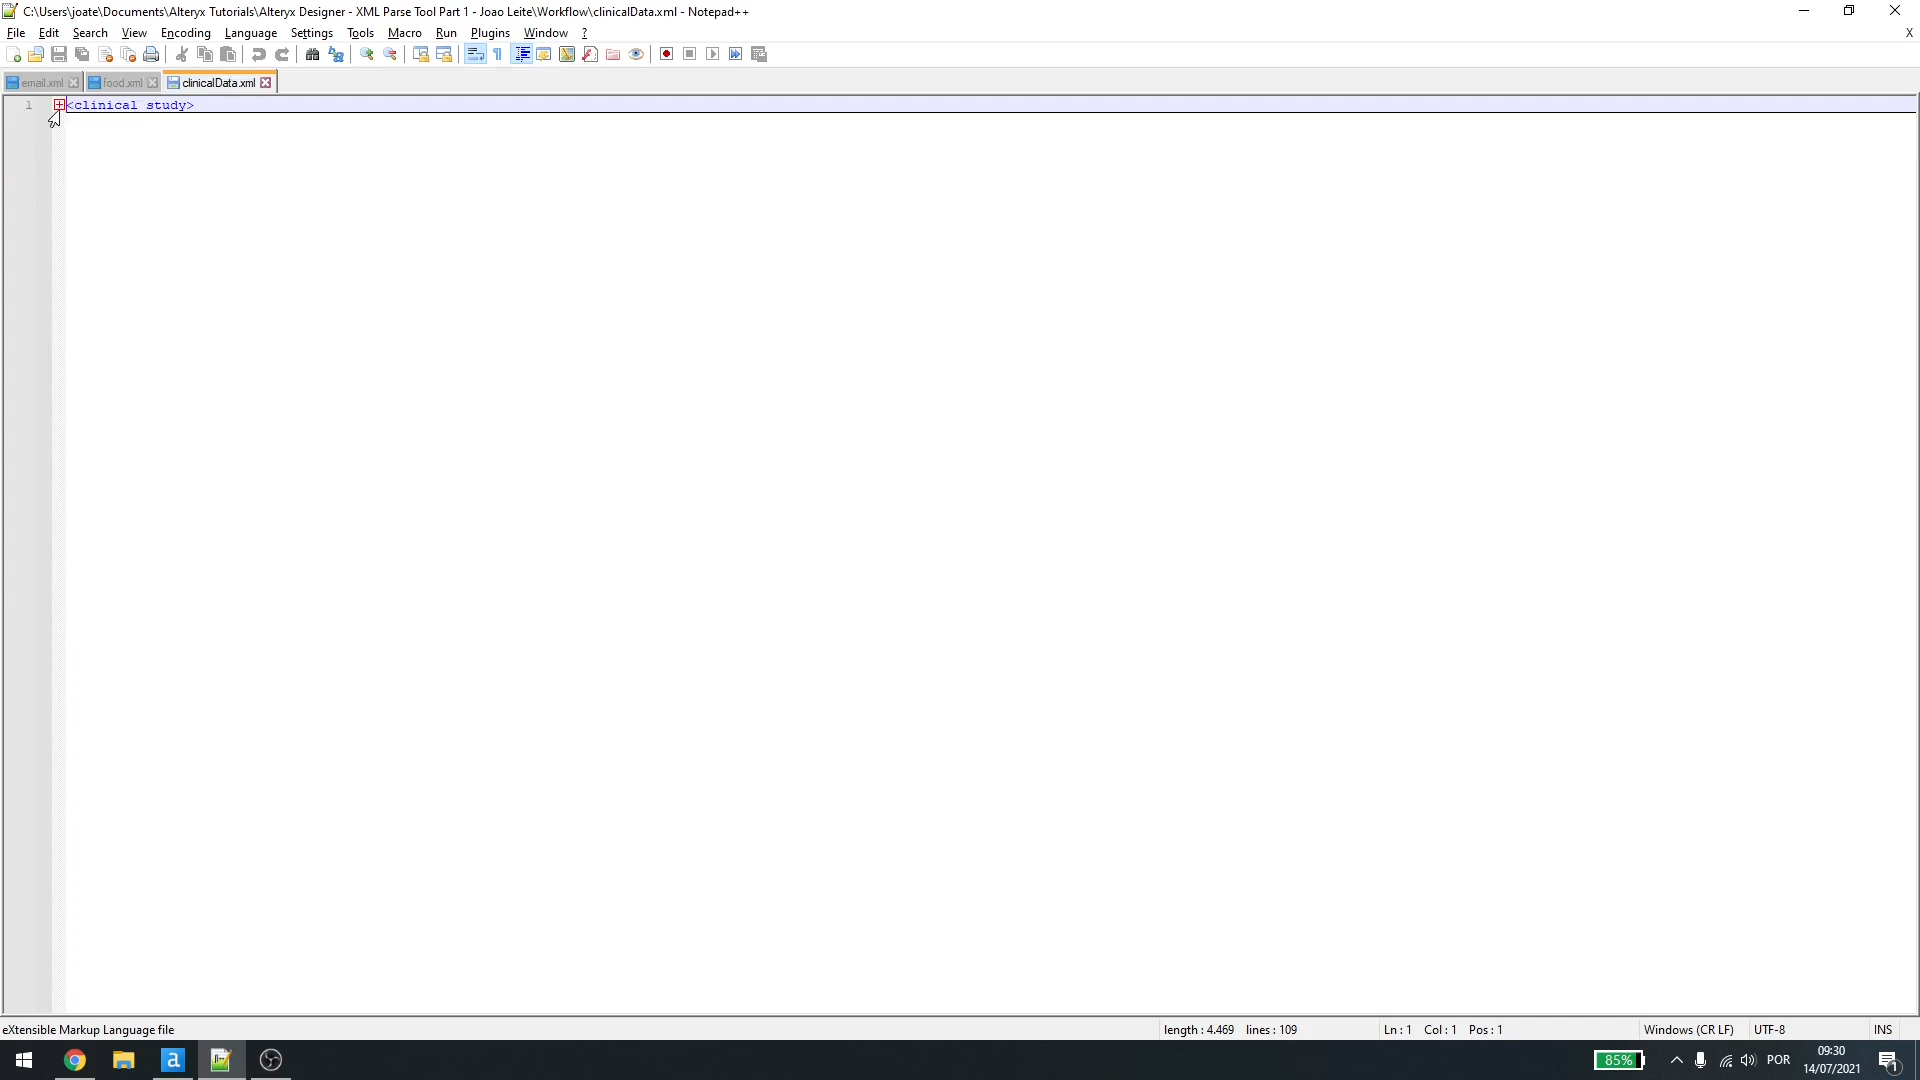 C:\Users\joate\Documents\Alteryx Tutorials\Alteryx Designer - XML Parse Tool Part 1 - Joao Leite\Workflow\clinicalData.xml - Notepad++
File Edit Search View Encoding Language Settings Tools Macro Run Plugins Window ? X
email.xml food.xml clinicalData.xml
1 <clinical study>
eXtensible Markup Language file length : 4.469 lines : 109 Ln : 1 Col : 1 Pos : 1 Windows (CR LF) UTF-8 INS
a 85% POR 09:30
14/07/2021 1